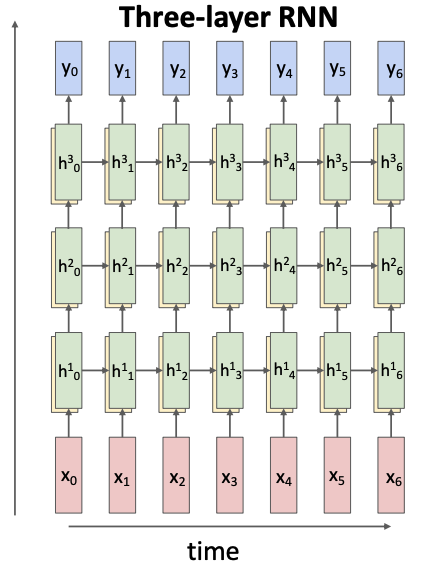 Three-layer RNN
y₀ y₁ y₂ y₃ y₄ y₅ y₆
h³₀ h³₁ h³₂ h³₃ h³₄ h³₅ h³₆
h²₀ h²₁ h²₂ h²₃ h²₄ h²₅ h²₆
h¹₀ h¹₁ h¹₂ h¹₃ h¹₄ h¹₅ h¹₆
x₀ x₁ x₂ x₃ x₄ x₅ x₆
time